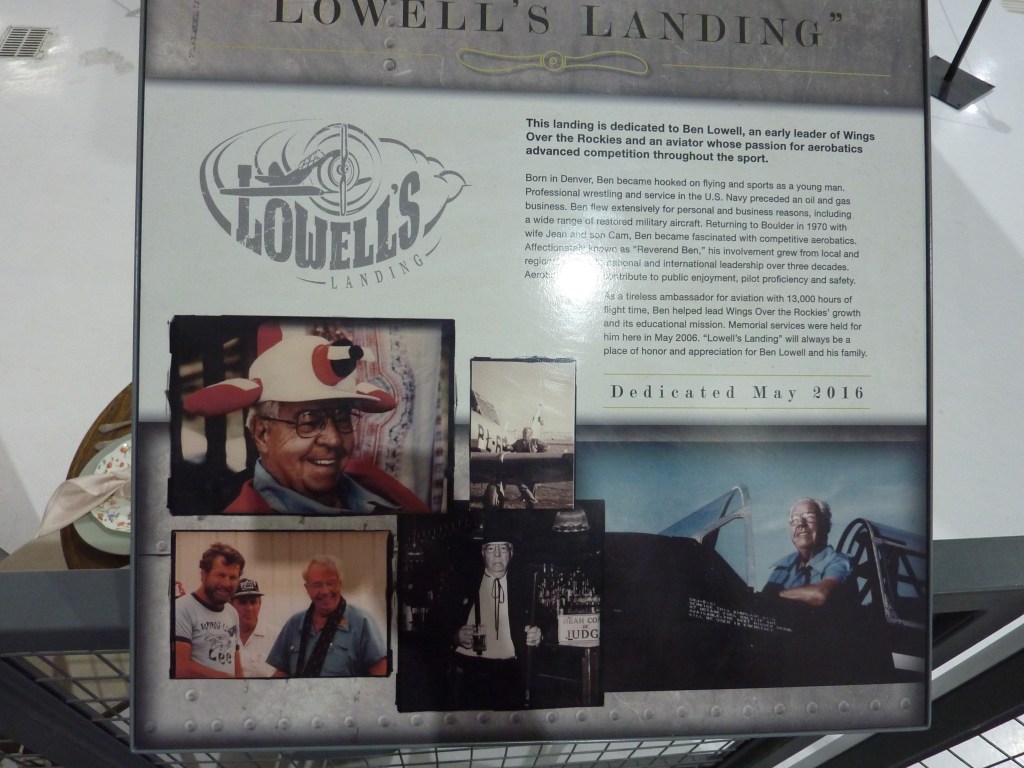 LOWELL'S LANDING"
This landing is dedicated to Ben Lowell, an early leader of Wings
Over the Rockies and an aviator whose passion for aerobatics
advanced competition throughout the sport.
LOWELL'S
LANDING
Born in Denver, Ben became hooked on flying and sports as a young man.
Professional wrestling and service in the U.S. Navy preceded an oil and gas
business. Ben flew extensively for personal and business reasons, including
a wide range of restored military aircraft. Returning to Boulder in 1970 with
wife Jean and son Cam, Ben became fascinated with competitive aerobatics.
Affectionately known as "Reverend Ben," his involvement grew from local and
national and international leadership over three decades.
contribute to public enjoyment, pilot proficiency and safety.
As a tireless ambassador for aviation with 13,000 hours of
flight time, Ben helped lead Wings Over the Rockies' growth
and its educational mission. Memorial services were held for
him here in May 2006. "Lowell's Landing" will always be a
place of honor and appreciation for Ben Lowell and his family.
Dedicated May 2016
JUDG